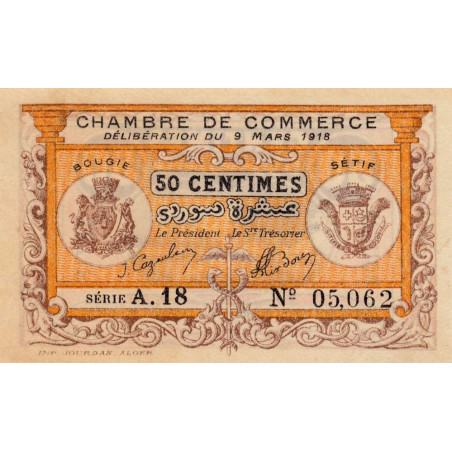 CHAMBRE DE COMMERCE
DÉLIBÉRATION DU 9 MARS 1918
BOUGIE
SÉTIF
50 CENTIMES
عشرة سوردي
Le Président Le Sre Trésorier
SÉRIE A.18 No 05,062
IMP. JOURDAN. ALGER